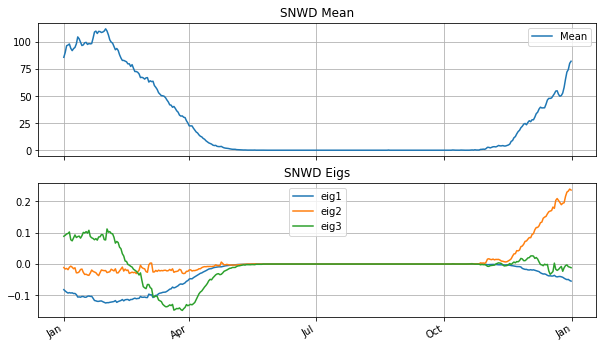 SNWD Mean
Mean
100
75
50
25
0
SNWD Eigs
eig1
eig2
eig3
0.2
0.1
0.0
−0.1
Jan Apr Jul Oct Jan